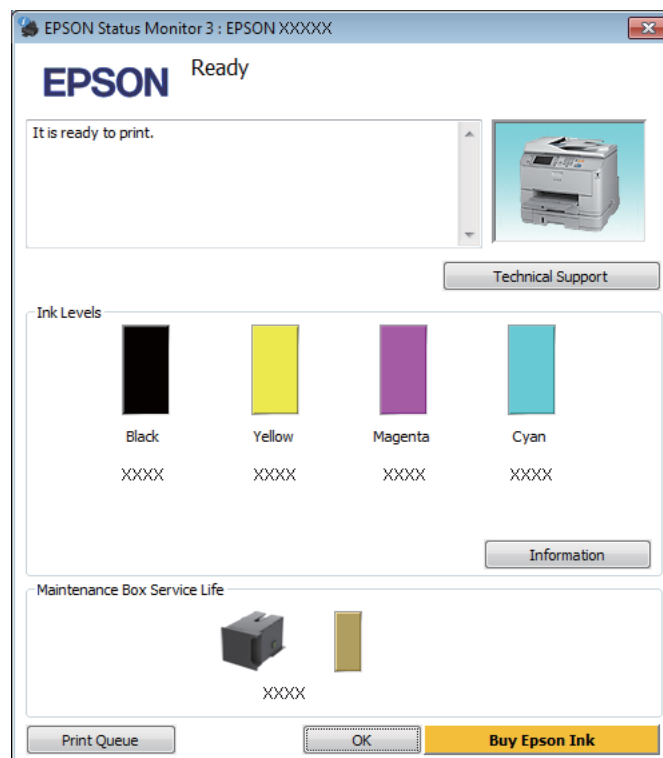 EPSON Status Monitor 3 : EPSON XXXXX
EPSON
Ready
It is ready to print.
Technical Support
Ink Levels
Black Yellow Magenta Cyan
XXXX XXXX XXXX XXXX
Information
Maintenance Box Service Life
XXXX
Print Queue OK Buy Epson Ink